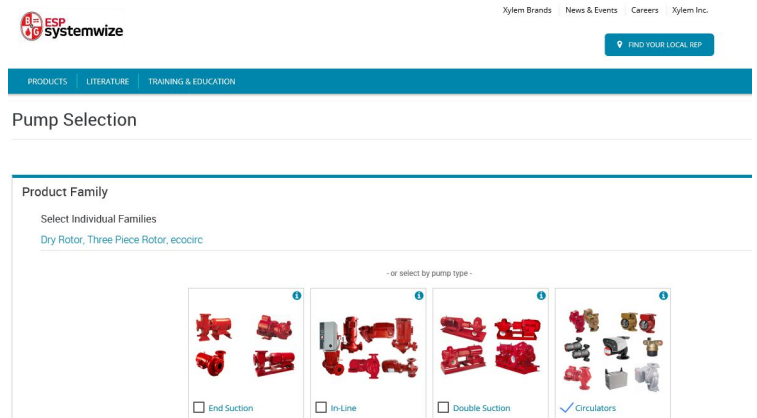 Xylem Brands News & Events Careers Xylem Inc.
B&G ESP
systemwize
FIND YOUR LOCAL REP
PRODUCTS LITERATURE TRAINING & EDUCATION
Pump Selection
Product Family
Select Individual Families
Dry Rotor, Three Piece Rotor, ecocirc
- or select by pump type -
End Suction In-Line Double Suction Circulators